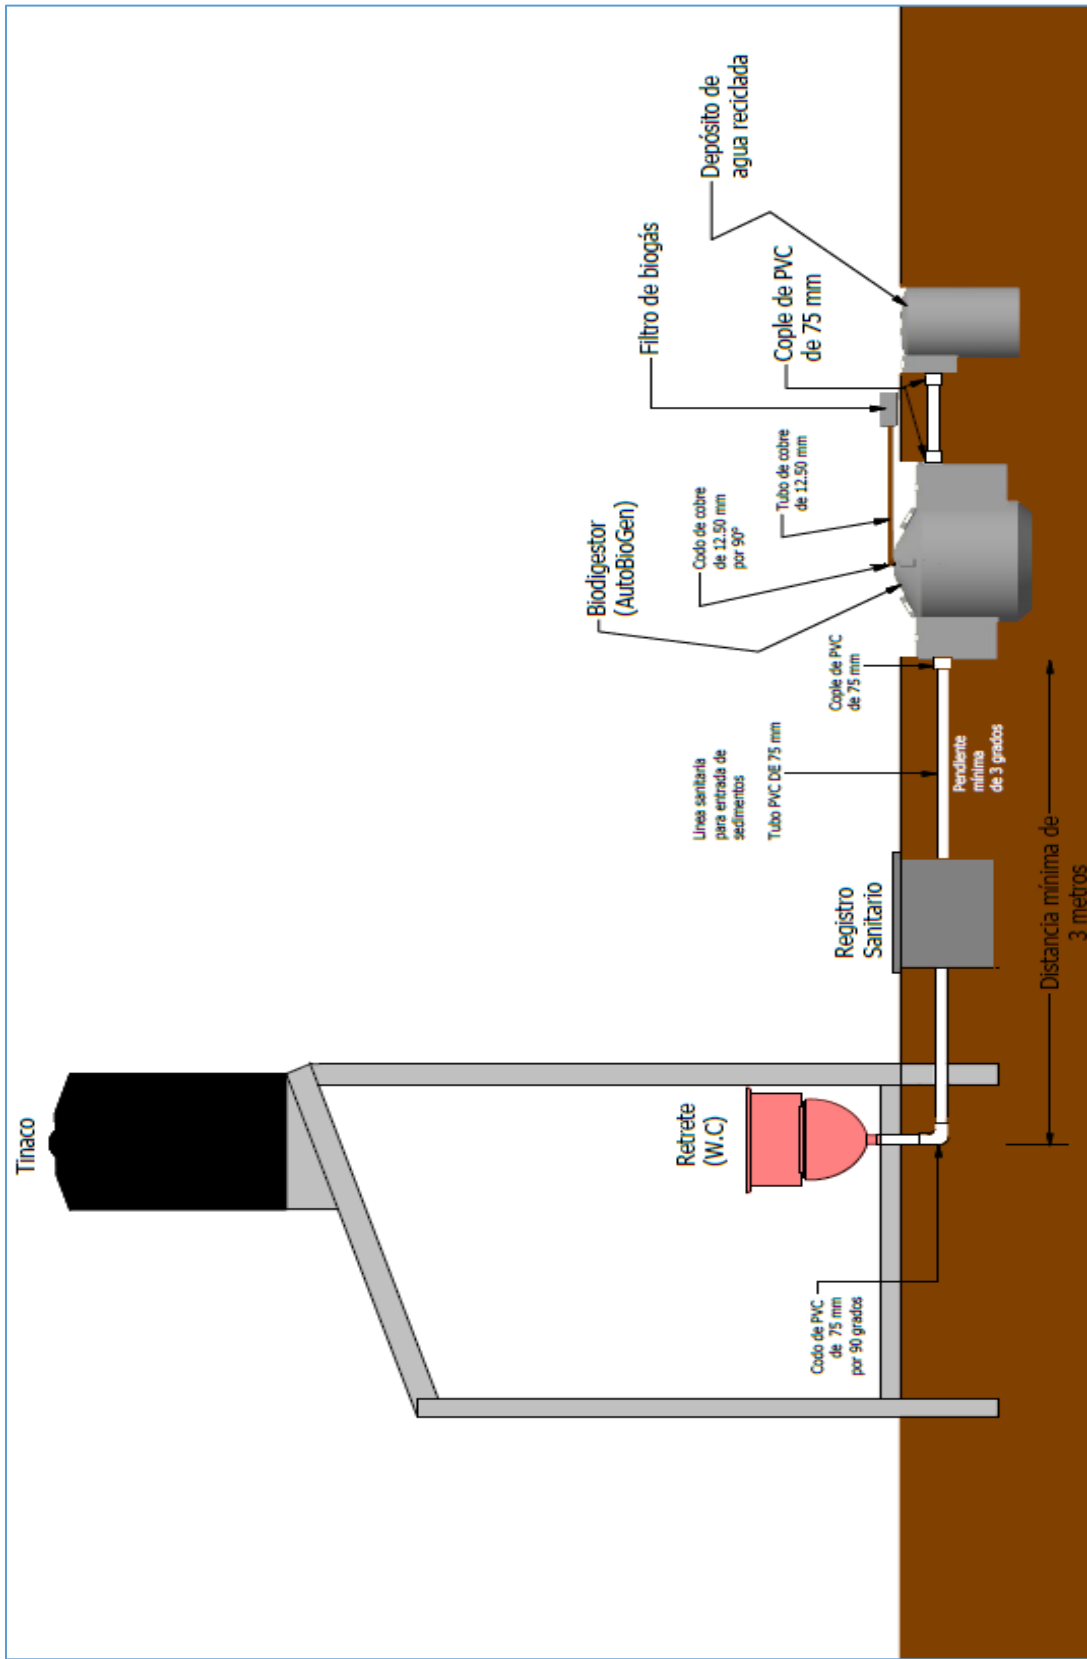 Tinaco
Retrete
(W.C)
Codo de PVC
de 75 mm
por 90 grados
Registro
Sanitario
Línea sanitaria
para entrada de
sedimentos
Tubo PVC DE 75 mm
Cople de PVC
de 75 mm
Pendiente
mínima
de 3 grados
Distancia mínima de
3 metros
Biodigestor
(AutoBioGen)
Codo de cobre
de 12.50 mm
por 90°
Tubo de cobre
de 12.50 mm
Filtro de biogás
Cople de PVC
de 75 mm
Depósito de
agua reciclada